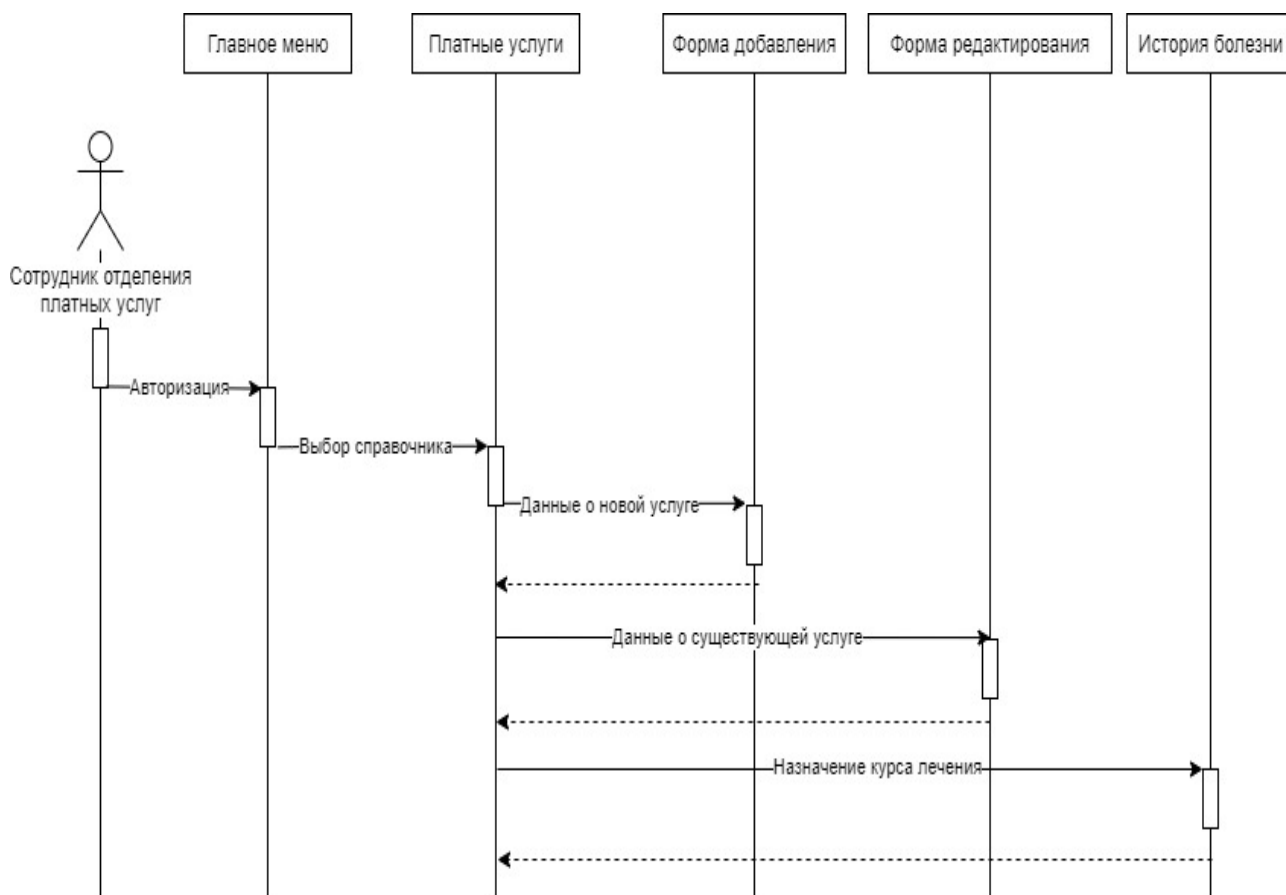 Главное меню
Платные услуги
Форма добавления
Форма редактирования
История болезни
Сотрудник отделения
платных услуг
Авторизация
Выбор справочника
Данные о новой услуге
Данные о существующей услуге
Назначение курса лечения